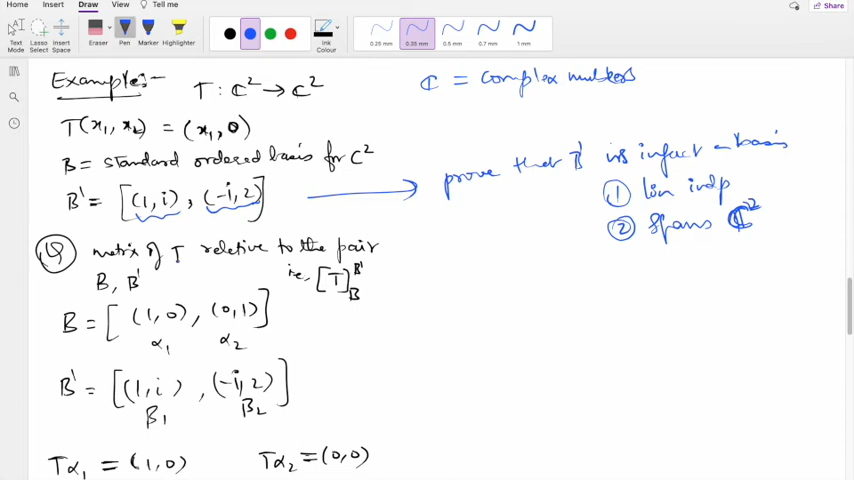 Home Insert Draw View Tell me Share
Text Mode Lasso Select Insert Space Eraser Pen Marker Highlighter Ink Colour 0.25 mm 0.35 mm 0.5 mm 0.7 mm 1 mm
Example:- T : ℂ² → ℂ²
ℂ = complex numbers
T(x₁, x₂) = (x₁, 0)
B = standard ordered basis for ℂ²
B' = [(1, i), (-i, 2)]
prove that B' is infact a basis
① lin indp
② Spans ℂ²
Q matrix of T relative to the pair
B, B' ie, [T]_B^B'
B = [(1,0), (0,1)]
α₁ α₂
B' = [(1, i), (-i, 2)]
β₁ β₂
Tα₁ = (1,0) Tα₂ = (0,0)